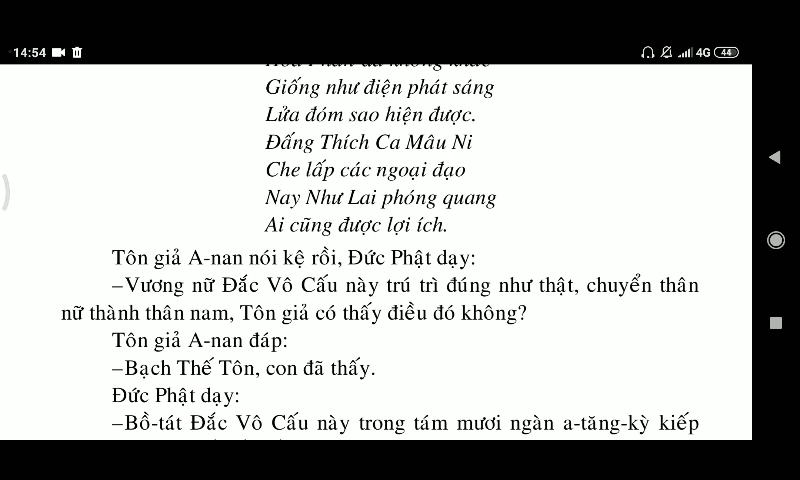 14:54
4G 44
Giống như điện phát sáng
Lửa đóm sao hiện được.
Đấng Thích Ca Mâu Ni
Che lấp các ngoại đạo
Nay Như Lai phóng quang
Ai cũng được lợi ích.
Tôn giả A-nan nói kệ rồi, Đức Phật dạy:
–Vương nữ Đắc Vô Cấu này trú trì đúng như thật, chuyển thân
nữ thành thân nam, Tôn giả có thấy điều đó không?
Tôn giả A-nan đáp:
–Bạch Thế Tôn, con đã thấy.
Đức Phật dạy:
–Bồ-tát Đắc Vô Cấu này trong tám mươi ngàn a-tăng-kỳ kiếp